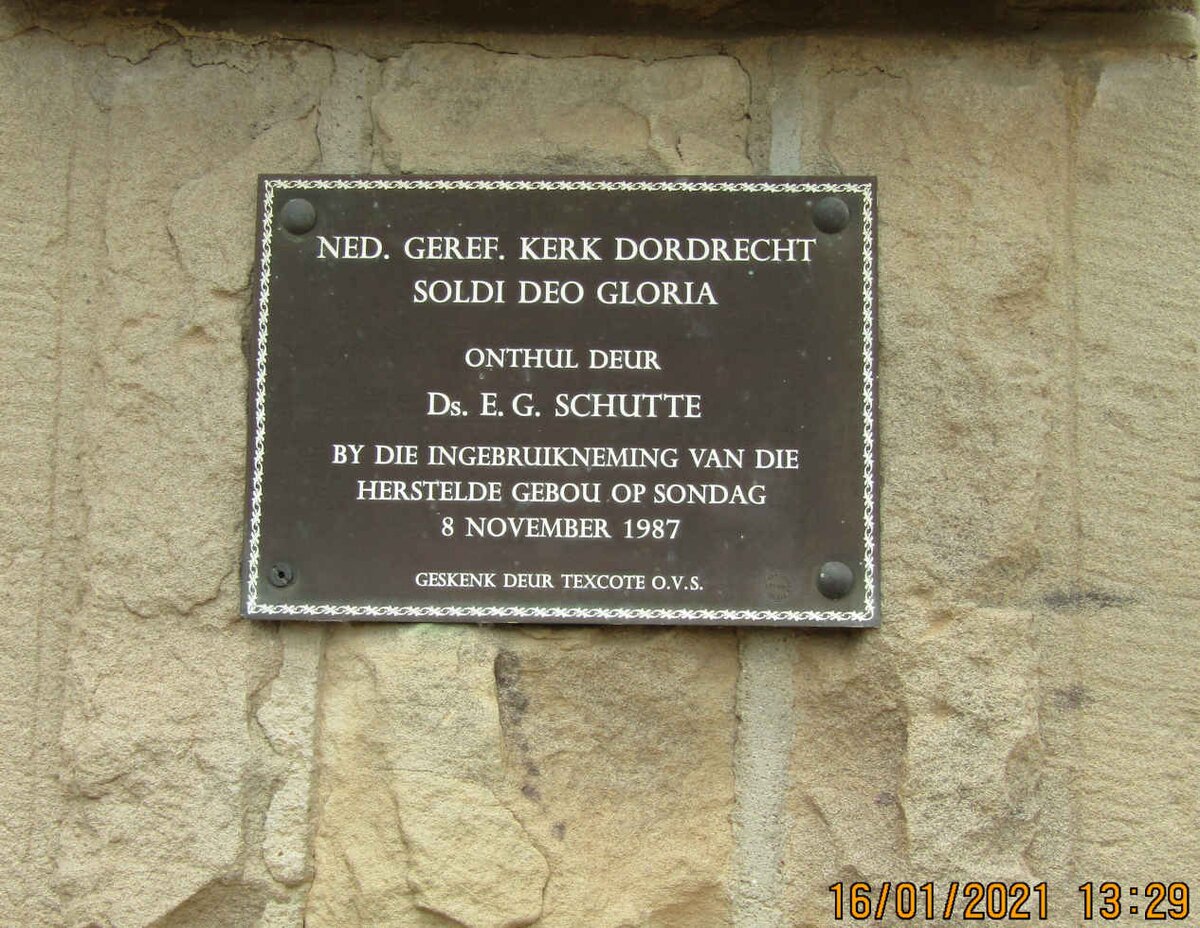 NED. GEREF. KERK DORDRECHT
SOLDI DEO GLORIA
ONTHUL DEUR
Ds. E. G. SCHUTTE
BY DIE INGEBRUIKNEMING VAN DIE
HERSTELDE GEBOU OP SONDAG
8 NOVEMBER 1987
GESKENK DEUR TEXCOTE O.V.S.
16/01/2021 13:29